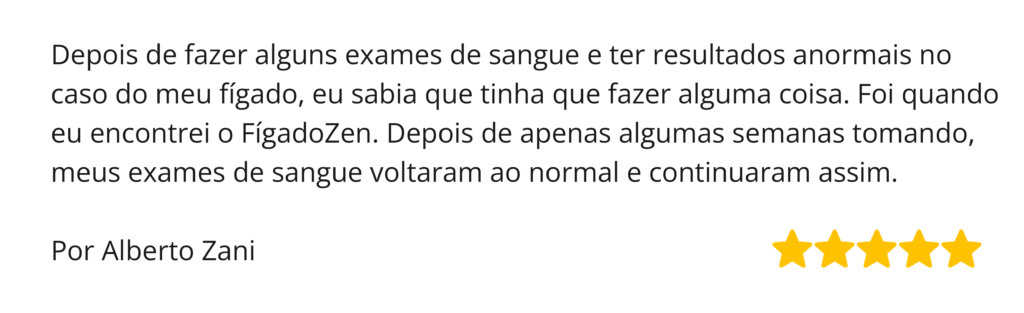 Depois de fazer alguns exames de sangue e ter resultados anormais no
caso do meu fígado, eu sabia que tinha que fazer alguma coisa. Foi quando
eu encontrei o FígadoZen. Depois de apenas algumas semanas tomando,
meus exames de sangue voltaram ao normal e continuaram assim.
Por Alberto Zani